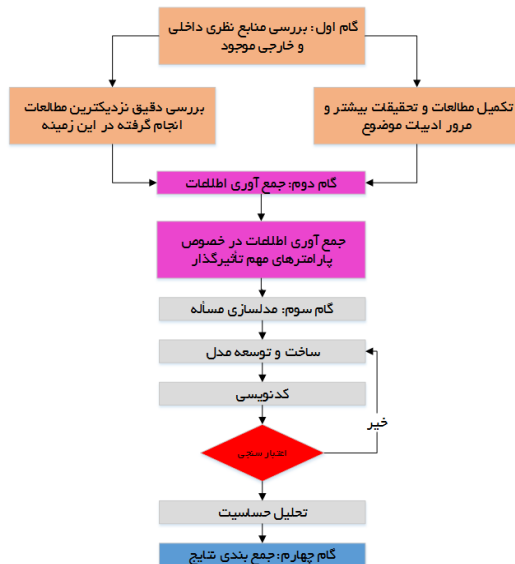 گام اول: بررسی منابع نظری داخلی
و خارجی موجود
تکمیل مطالعات و تحقیقات بیشتر و
مرور ادبیات موضوع
بررسی دقیق نزدیکترین مطالعات
انجام گرفته در این زمینه
گام دوم: جمع آوری اطلاعات
جمع آوری اطلاعات در خصوص
پارامترهای مهم تأثیرگذار
گام سوم: مدلسازی مسأله
ساخت و توسعه مدل
کدنویسی
خیر
اعتبار سنجی
تحلیل حساسیت
گام چهارم: جمع بندی نتایج